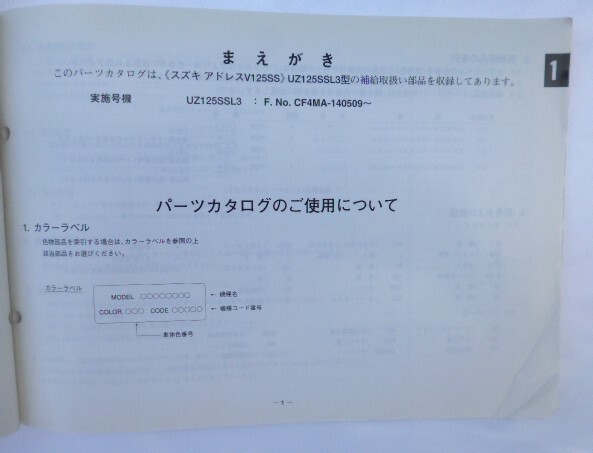 まえがき
このパーツカタログは、《スズキ アドレスV125SS》UZ125SSL3型の補給取扱い部品を収録してあります。
1
実施号機 UZ125SSL3 : F. No. CF4MA-140509～
パーツカタログのご使用について
1. カラーラベル
色物部品を索引する場合は、カラーラベルを参照の上
該当部品をお選びください。
カラーラベル
MODEL ○○○○○○○○ ← 機種名
COLOR ○○○ CODE ○○○○○ ← 機種コード番号
車体色番号
— 1 —